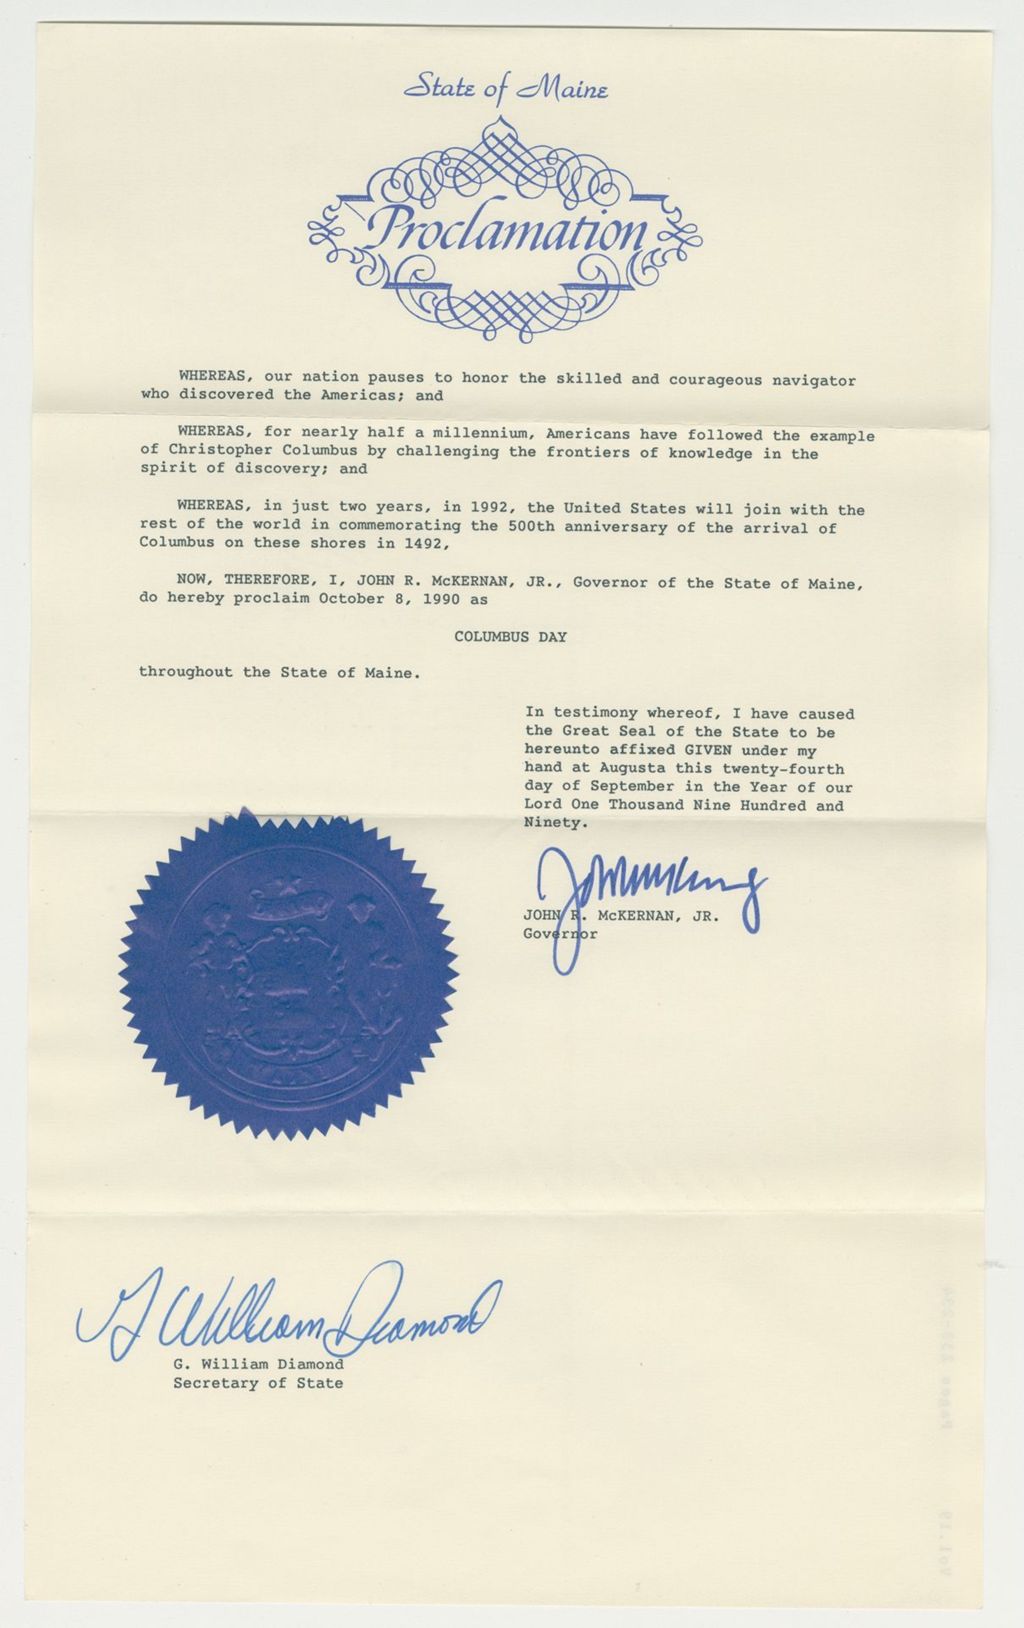 State of Maine
Proclamation
WHEREAS, our nation pauses to honor the skilled and courageous navigator
who discovered the Americas; and
WHEREAS, for nearly half a millennium, Americans have followed the example
of Christopher Columbus by challenging the frontiers of knowledge in the
spirit of discovery; and
WHEREAS, in just two years, in 1992, the United States will join with the
rest of the world in commemorating the 500th anniversary of the arrival of
Columbus on these shores in 1492,
NOW, THEREFORE, I, JOHN R. McKERNAN, JR., Governor of the State of Maine,
do hereby proclaim October 8, 1990 as
COLUMBUS DAY
throughout the State of Maine.
In testimony whereof, I have caused
the Great Seal of the State to be
hereunto affixed GIVEN under my
hand at Augusta this twenty-fourth
day of September in the Year of our
Lord One Thousand Nine Hundred and
Ninety.
JOHN R. McKERNAN, JR.
Governor
G William Diamond
G. William Diamond
Secretary of State